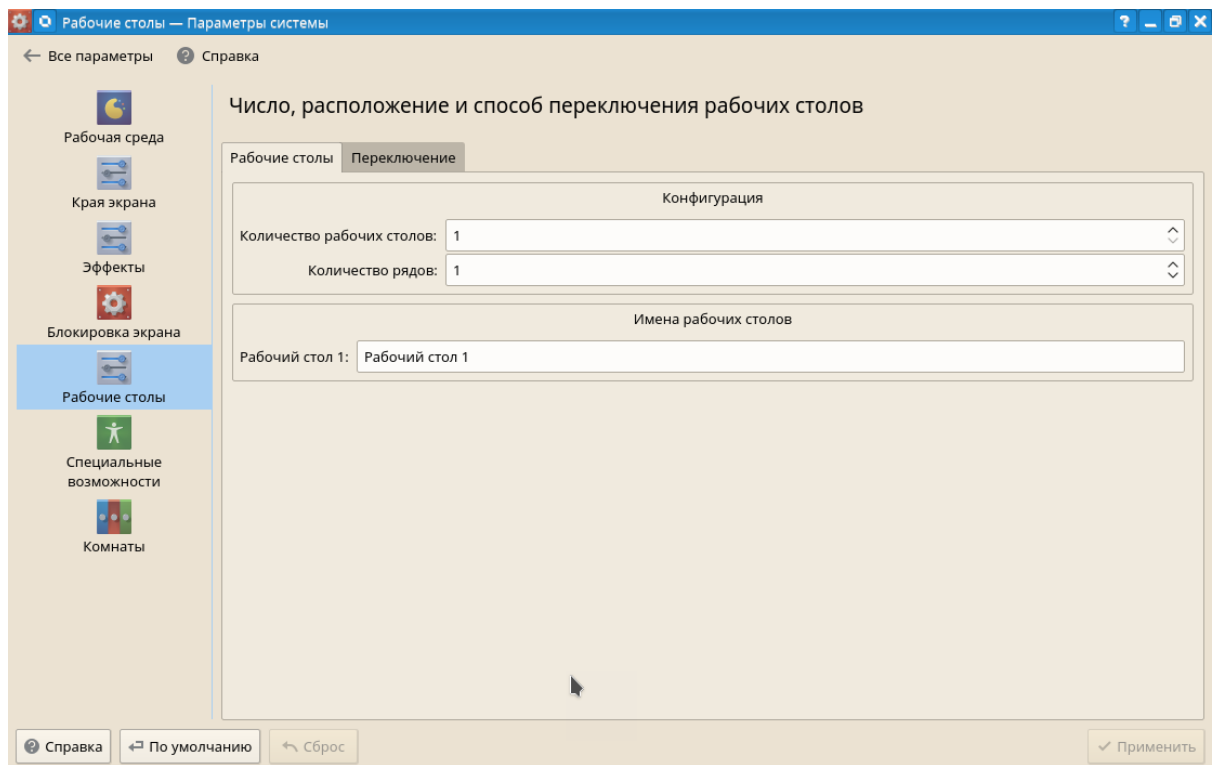 Рабочие столы — Параметры системы
Все параметры Справка
Рабочая среда
Края экрана
Эффекты
Блокировка экрана
Рабочие столы
Специальные
возможности
Комнаты
Число, расположение и способ переключения рабочих столов
Рабочие столы Переключение
Конфигурация
Количество рабочих столов: 1
Количество рядов: 1
Имена рабочих столов
Рабочий стол 1: Рабочий стол 1
Справка По умолчанию Сброс Применить